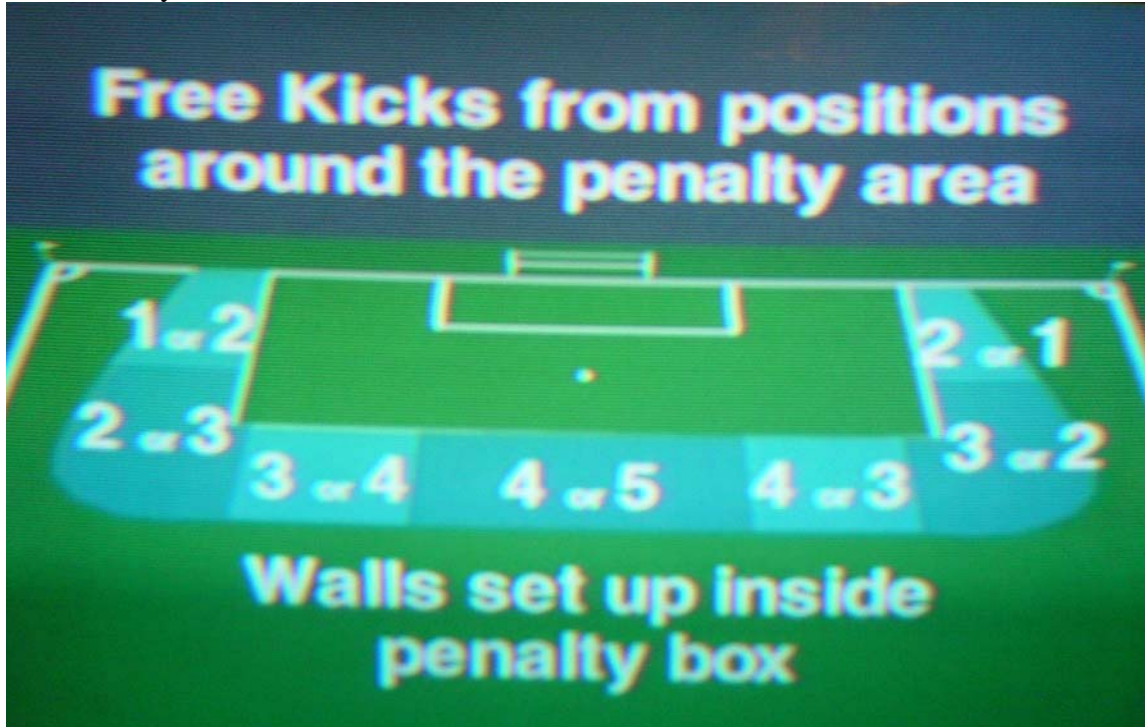 Free Kicks from positions
around the penalty area
1 or 2
2 or 1
2 or 3
3 or 2
3 or 4
4 or 5
4 or 3
Walls set up inside
penalty box